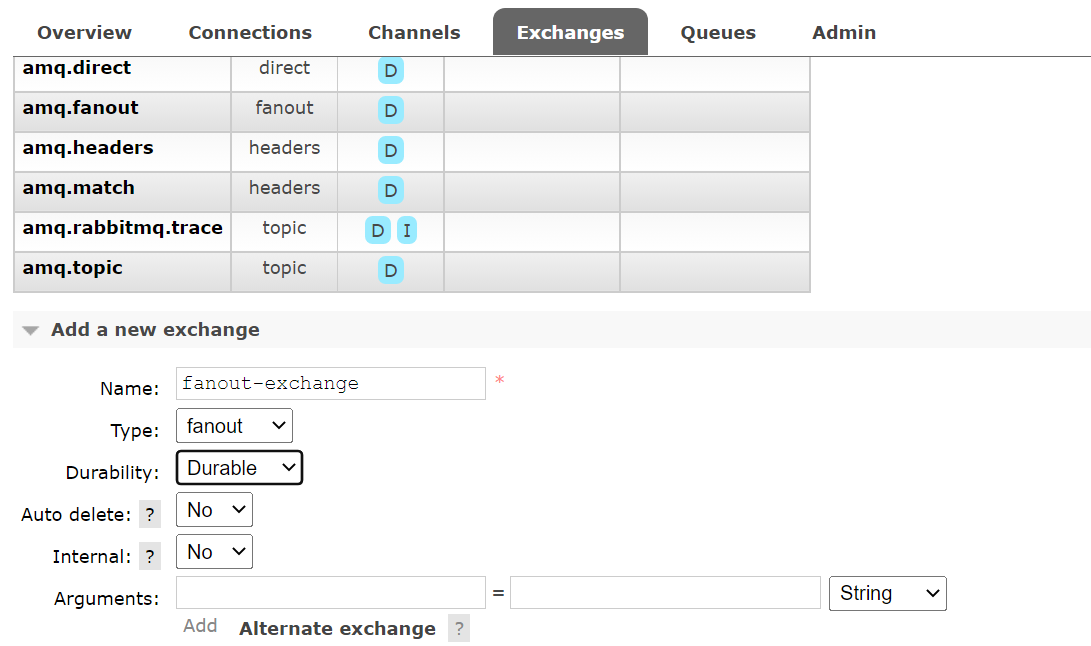 Overview Connections Channels Exchanges Queues Admin
amq.direct direct D
amq.fanout fanout D
amq.headers headers D
amq.match headers D
amq.rabbitmq.trace topic D I
amq.topic topic D
Add a new exchange
Name: fanout-exchange *
Type: fanout
Durability: Durable
Auto delete: ? No
Internal: ? No
Arguments: = String
Add Alternate exchange ?